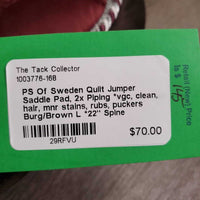 The Tack Collector
1003776-168
PS Of Sweden Quilt Jumper
Saddle Pad, 2x Piping *vgc, clean,
hair, mnr stains, rubs, puckers
Burg/Brown L *22" Spine
$70.00
29RFVU
Retail (New) Price
is $ 145